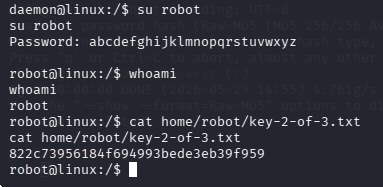 daemon@linux:/$ su robot
su robot
Password: abcdefghijklmnopqrstuvwxyz

robot@linux:/$ whoami
whoami
robot
robot@linux:/$ cat home/robot/key-2-of-3.txt
cat home/robot/key-2-of-3.txt
822c73956184f694993bede3eb39f959
robot@linux:/$